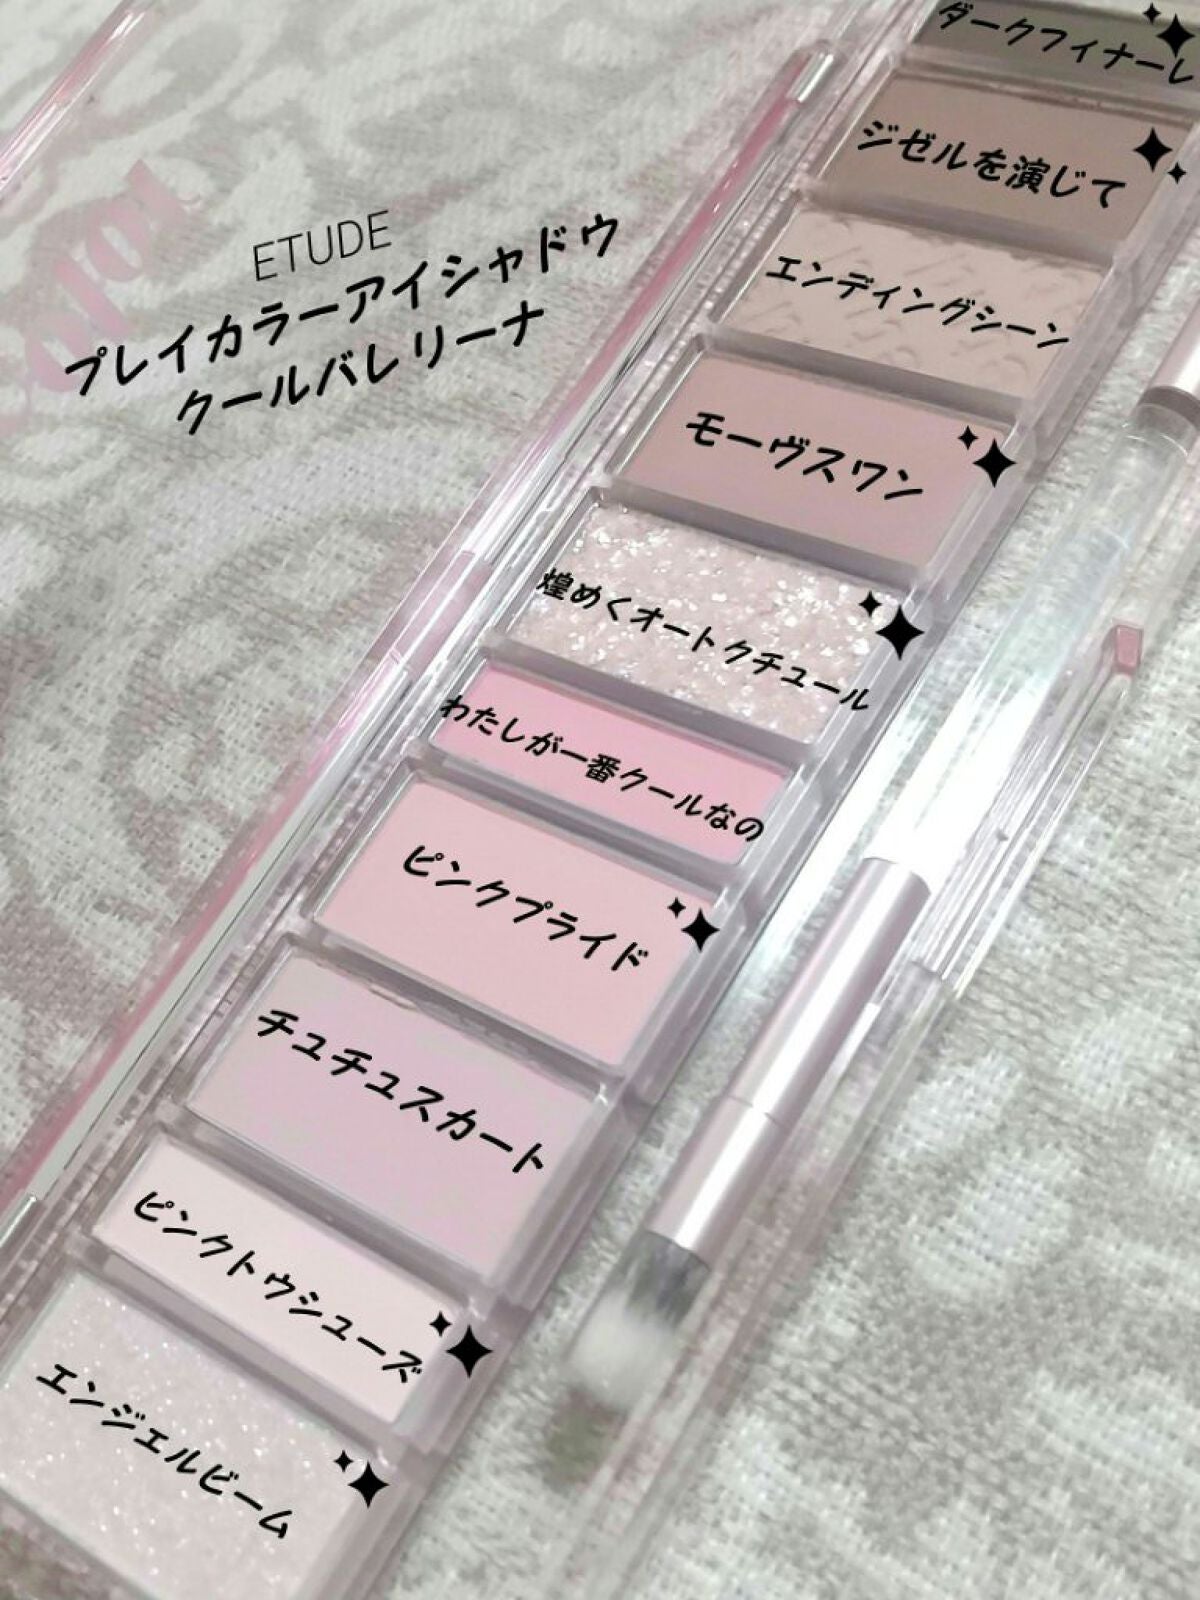 ダークフィナーレ
ジゼルを演じて
ETUDE
プレイカラーアイシャドウ
クールバレリーナ
エンディングシーン
モーヴスワン
煌めくオートクチュール
わたしが一番クールなの
ピンクプライド
チュチュスカート
ピンクトウシューズ
エンジェルビーム